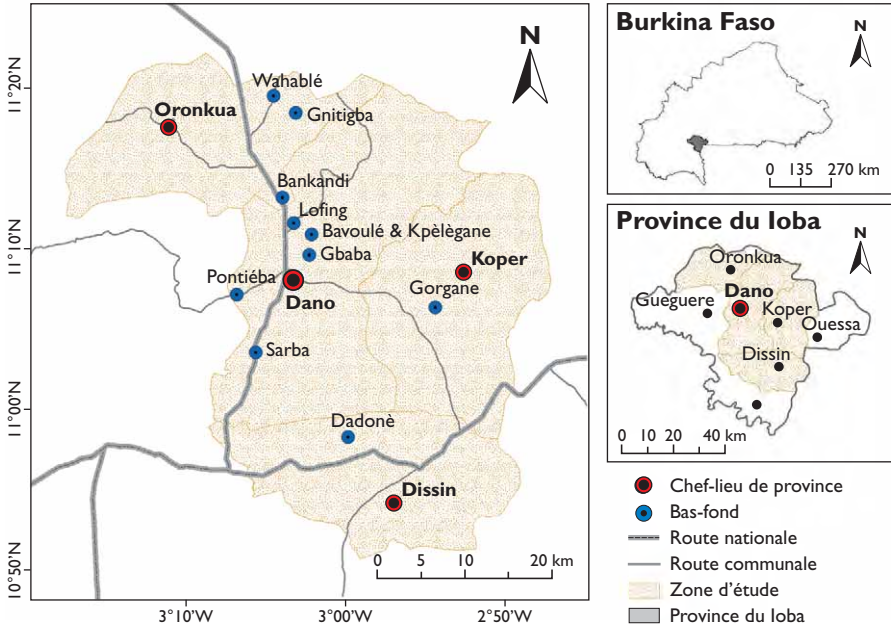 N
Wahablé
Oronkua
Gnitigba
Bankandi
Lofing
Bavoulé & Kpèlègane
Gbaba
Koper
Pontiéba
Dano
Gorgane
Sarba
Dadonè
Dissin
0 5 10 20 km
11°20’N
11°10’N
11°00’N
10°50’N
3°10’W
3°00’W
2°50’W
Burkina Faso
N
0 135 270 km
Province du Ioba
N
Oronkua
Dano
Gueguere
Koper
Ouessa
Dissin
0 10 20 40 km
Chef-lieu de province
Bas-fond
Route nationale
Route communale
Zone d’étude
Province du Ioba